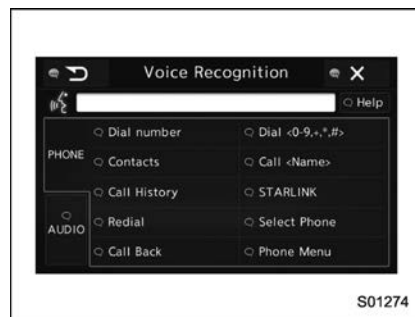 Voice Recognition
Help
PHONE
AUDIO
Dial number
Dial <0-9,+,*,#>
Contacts
Call <Name>
Call History
STARLINK
Redial
Select Phone
Call Back
Phone Menu
S01274